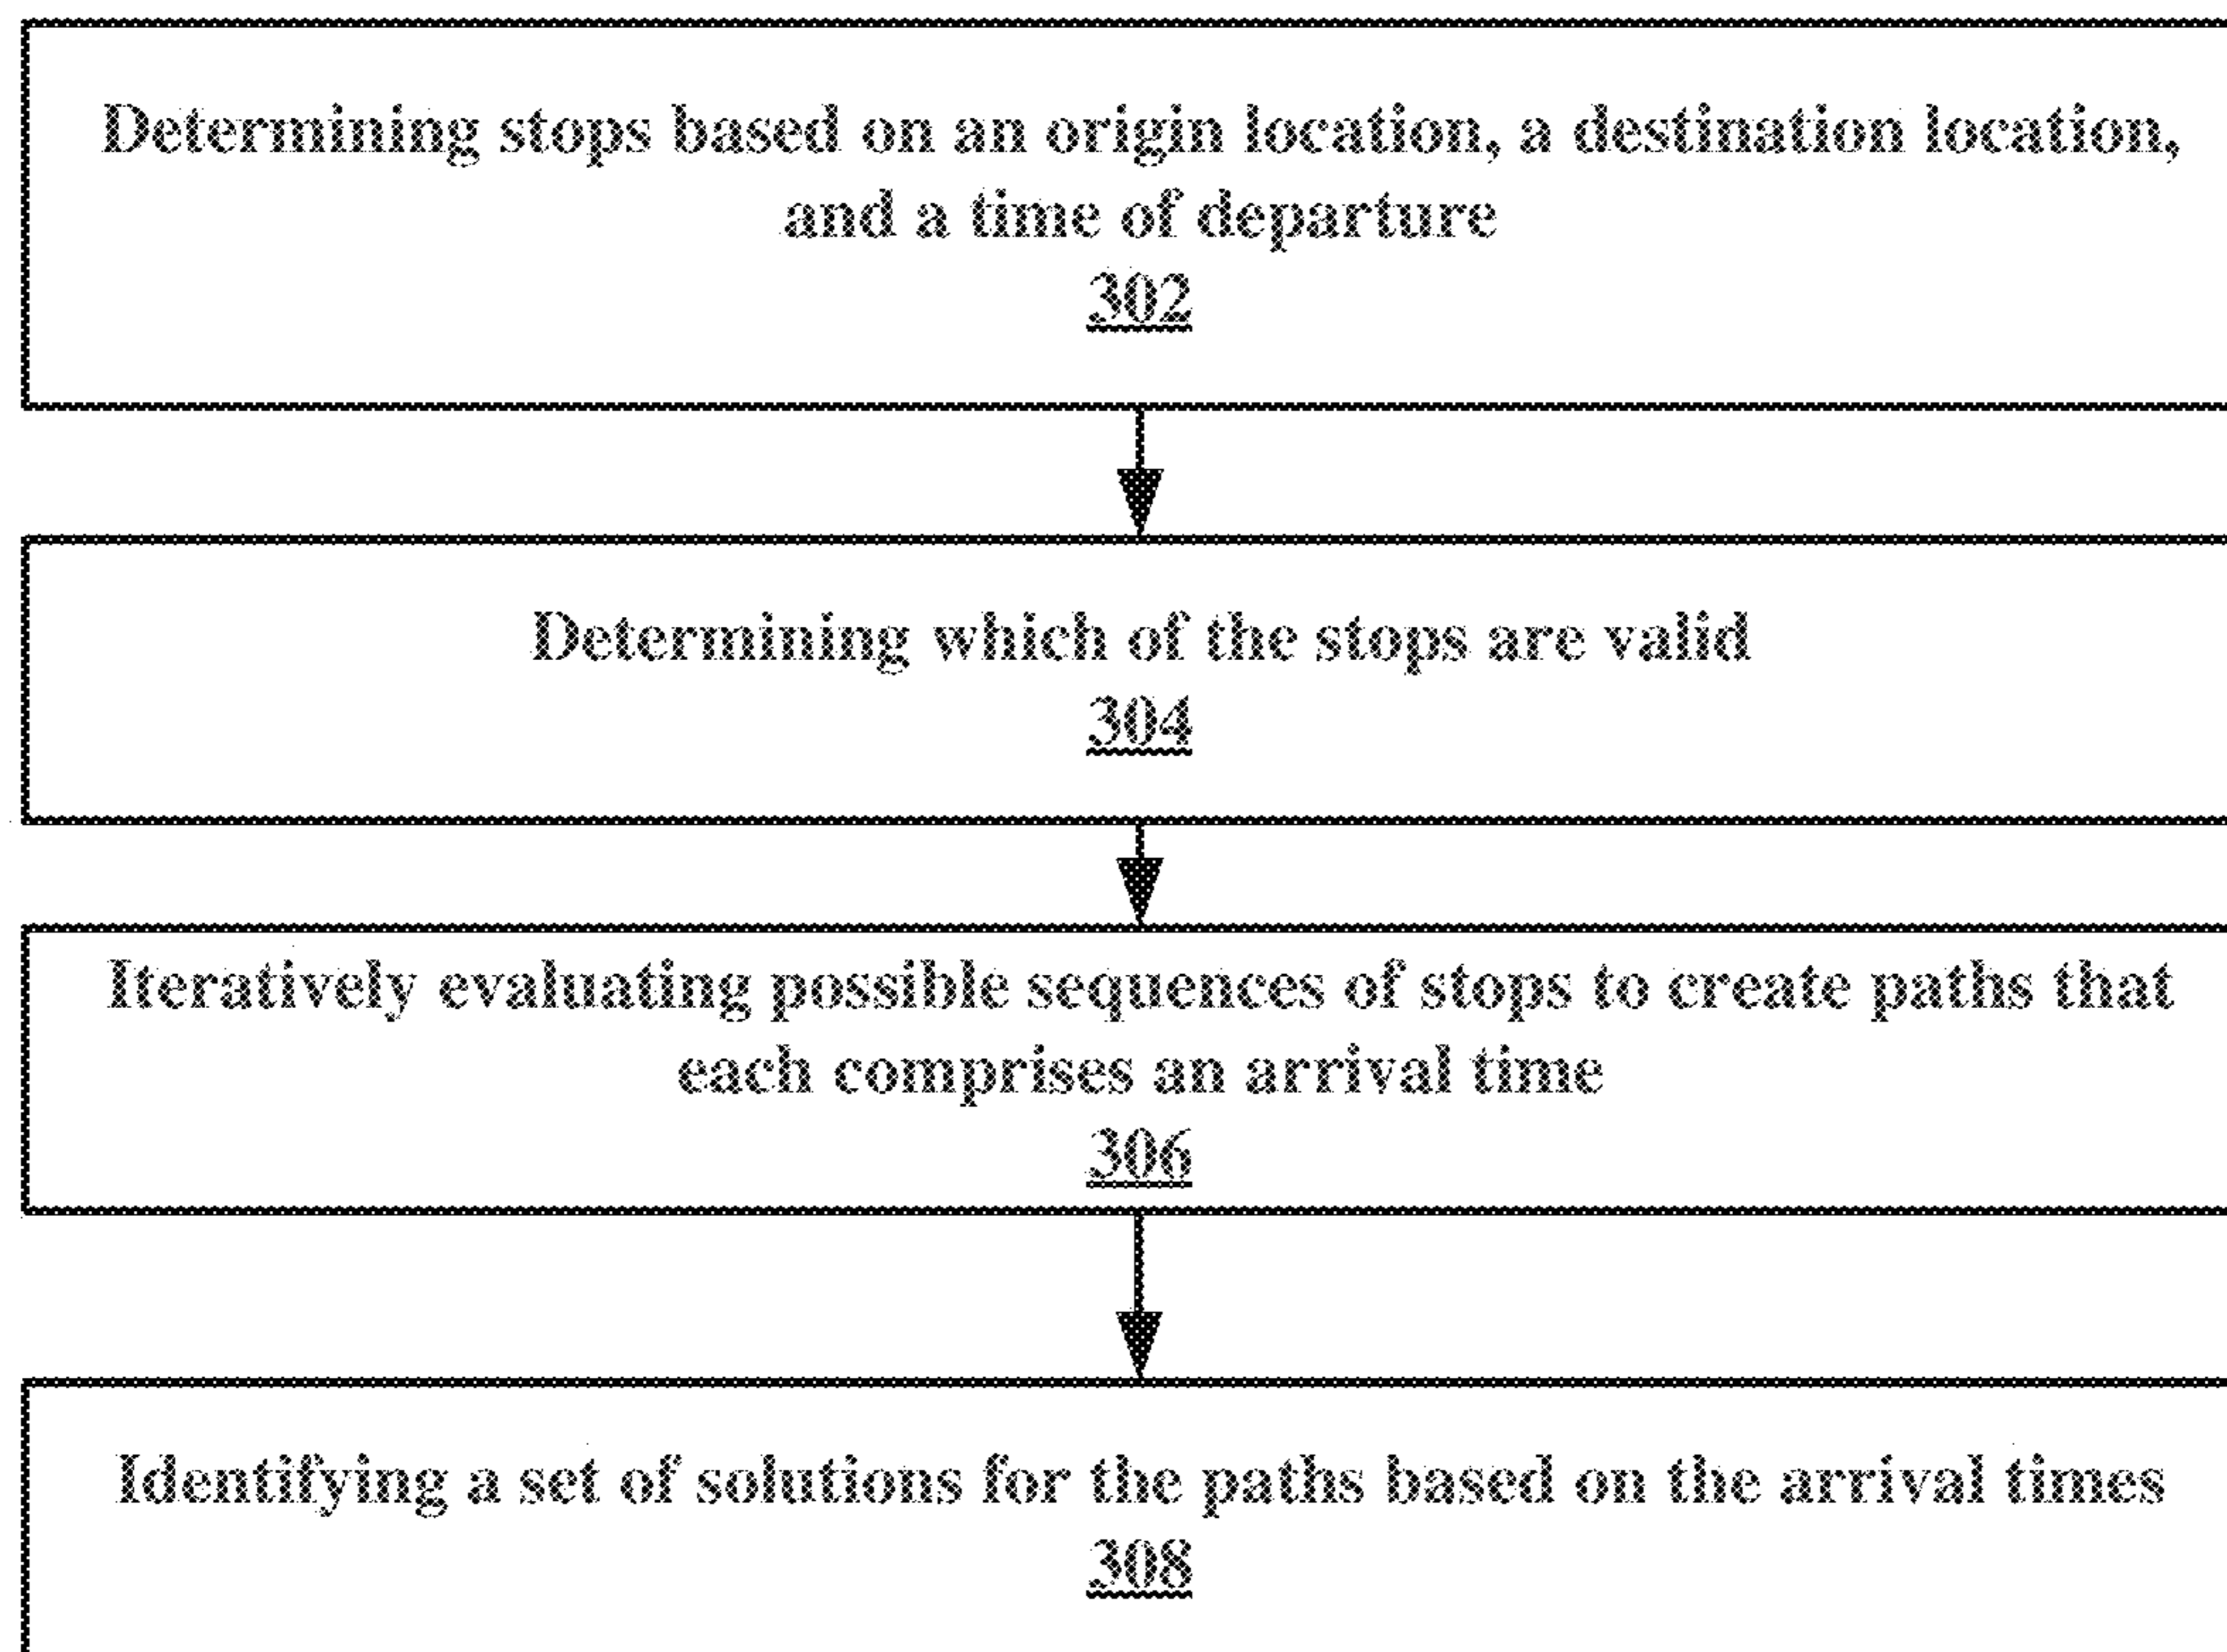 Determining stops based on an origin location, a destination location,
and a time of departure
302
Determining which of the stops are valid
304
Iteratively evaluating possible sequences of stops to create paths that
each comprises an arrival time
306
Identifying a set of solutions for the paths based on the arrival times
308